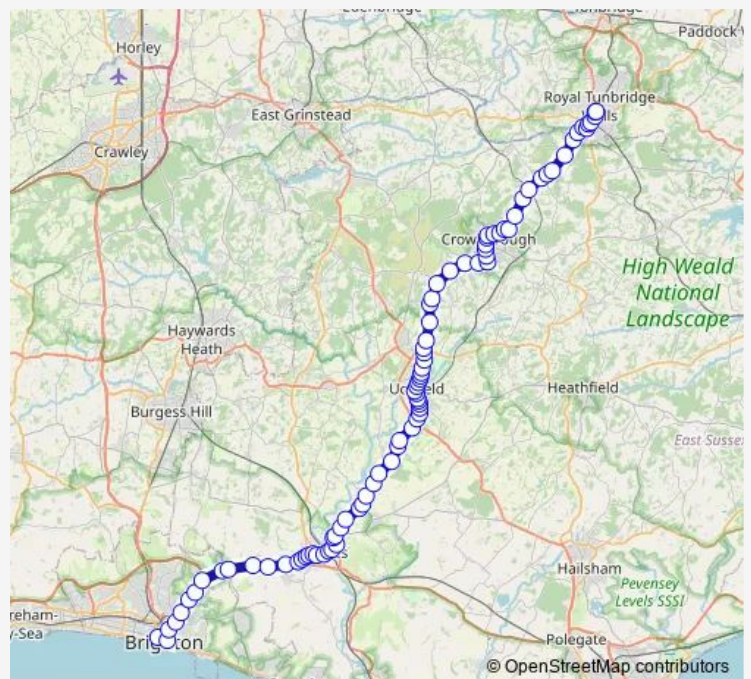 Horley
Paddock
Royal Tunbridge
East Grinstead
Crawley
High Weald
National
Landscape
Haywards
Heath
Heathfield
Burgess Hill
East Susse
Hailsham
Pevensey
Levels SSSI
Polegate
© OpenStreetMap contributors